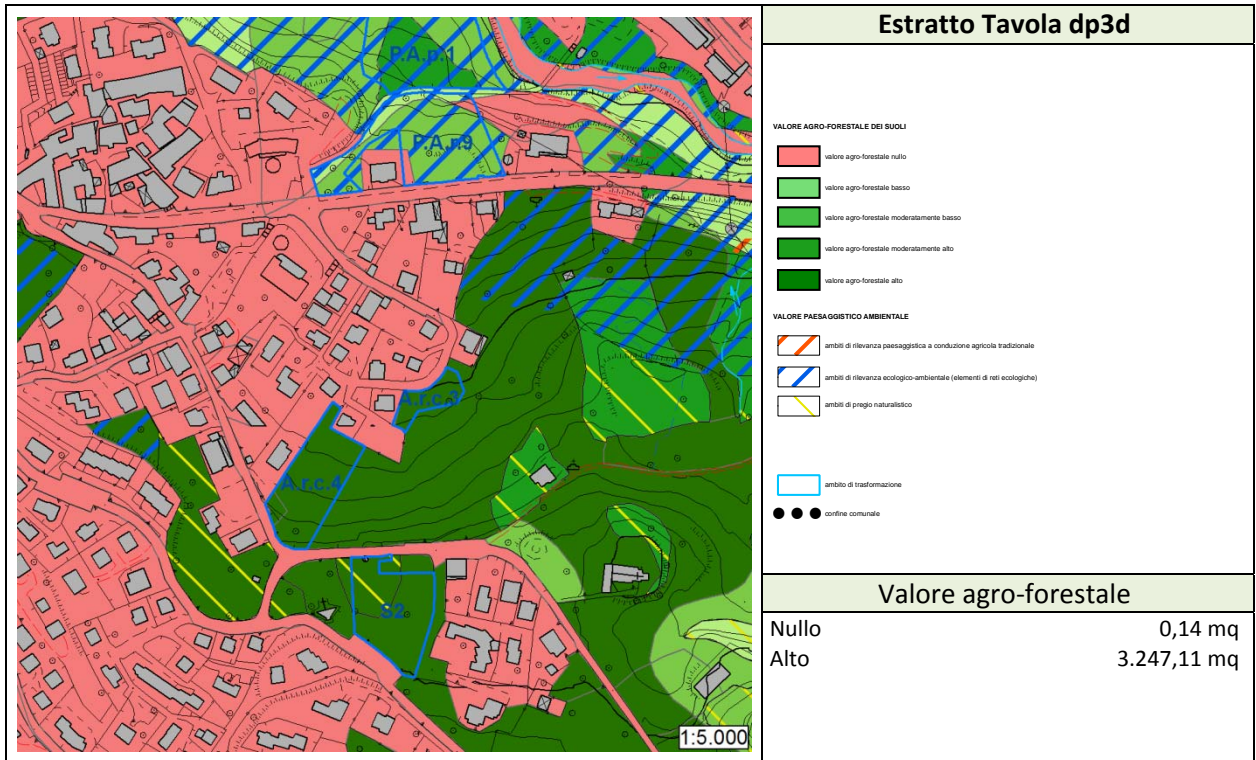 P.A.p.1
P.A.r.9
A.r.c.3
A.r.c.4
S2
1:5.000
Estratto Tavola dp3d
VALORE AGRO-FORESTALE DEI SUOLI
valore agro-forestale nullo
valore agro-forestale basso
valore agro-forestale moderatamente basso
valore agro-forestale moderatamente alto
valore agro-forestale alto
VALORE PAESAGGISTICO AMBIENTALE
ambiti di rilevanza paesaggistica a conduzione agricola tradizionale
ambiti di rilevanza ecologico-ambientale (elementi di reti ecologiche)
ambiti di pregio naturalistico
ambito di trasformazione
confine comunale
Valore agro-forestale
Nullo 0,14 mq
Alto 3.247,11 mq